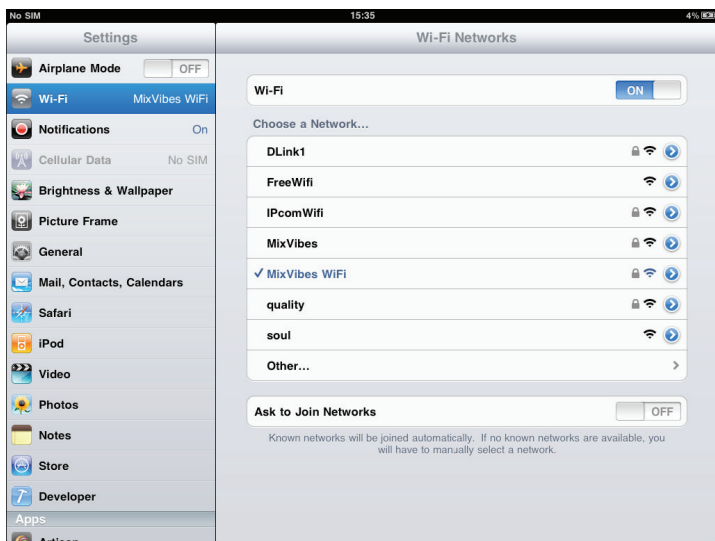 No SIM
15:35
4%
Settings
Airplane Mode OFF
Wi-Fi MixVibes WiFi
Notifications On
Cellular Data No SIM
Brightness & Wallpaper
Picture Frame
General
Mail, Contacts, Calendars
Safari
iPod
Video
Photos
Notes
Store
Developer
Apps
Artisan
Wi-Fi Networks
Wi-Fi ON
Choose a Network...
DLink1
FreeWifi
IPcomWifi
MixVibes
MixVibes WiFi
quality
soul
Other...
Ask to Join Networks OFF
Known networks will be joined automatically. If no known networks are available, you
will have to manually select a network.